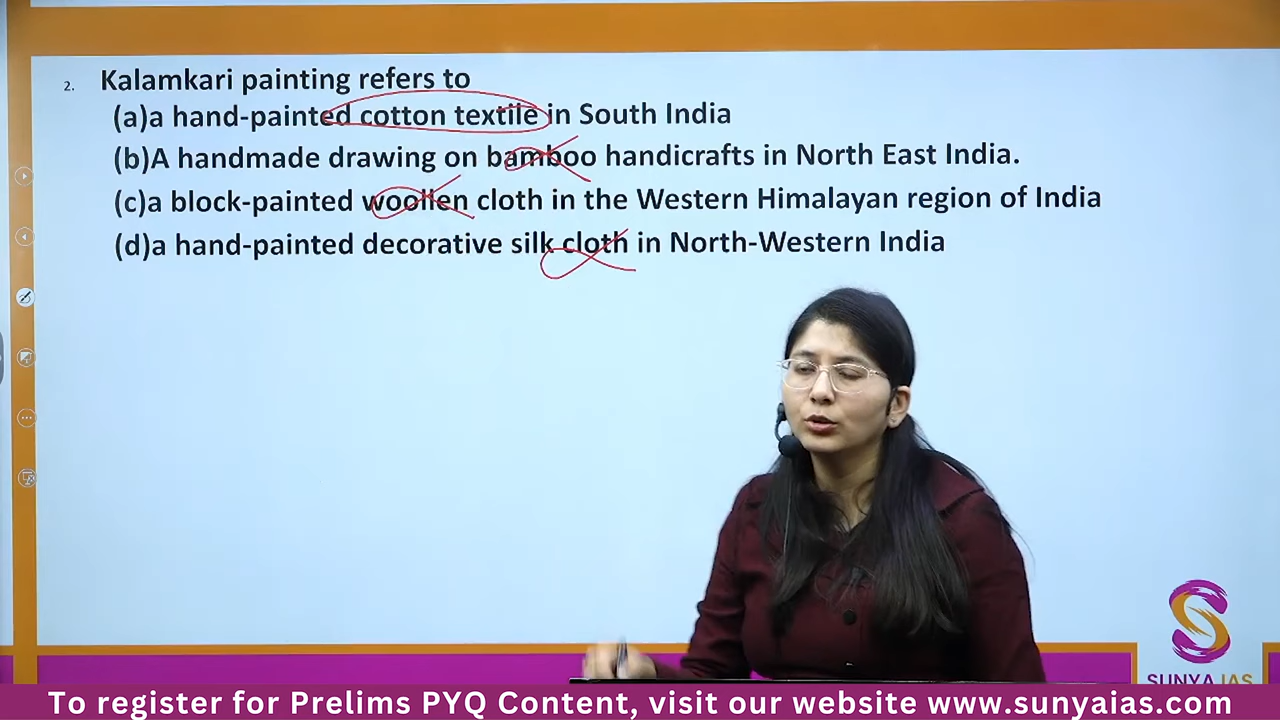 2. Kalamkari painting refers to
(a)a hand-painted cotton textile in South India
(b)A handmade drawing on bamboo handicrafts in North East India.
(c)a block-painted woollen cloth in the Western Himalayan region of India
(d)a hand-painted decorative silk cloth in North-Western India
SUNYA IAS
To register for Prelims PYQ Content, visit our website www.sunyaias.com